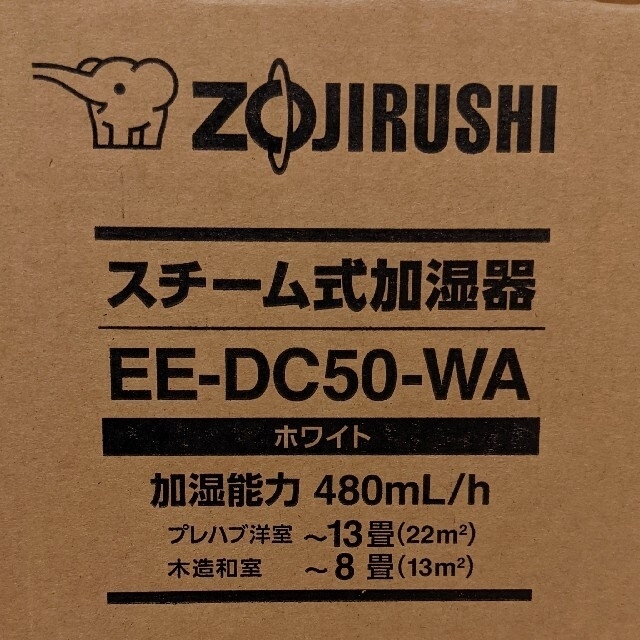 ZOJIRUSHI
スチーム式加湿器
EE-DC50-WA
ホワイト
加湿能力 480mL/h
プレハブ洋室 ～13畳(22m²)
木造和室 ～8畳(13m²)